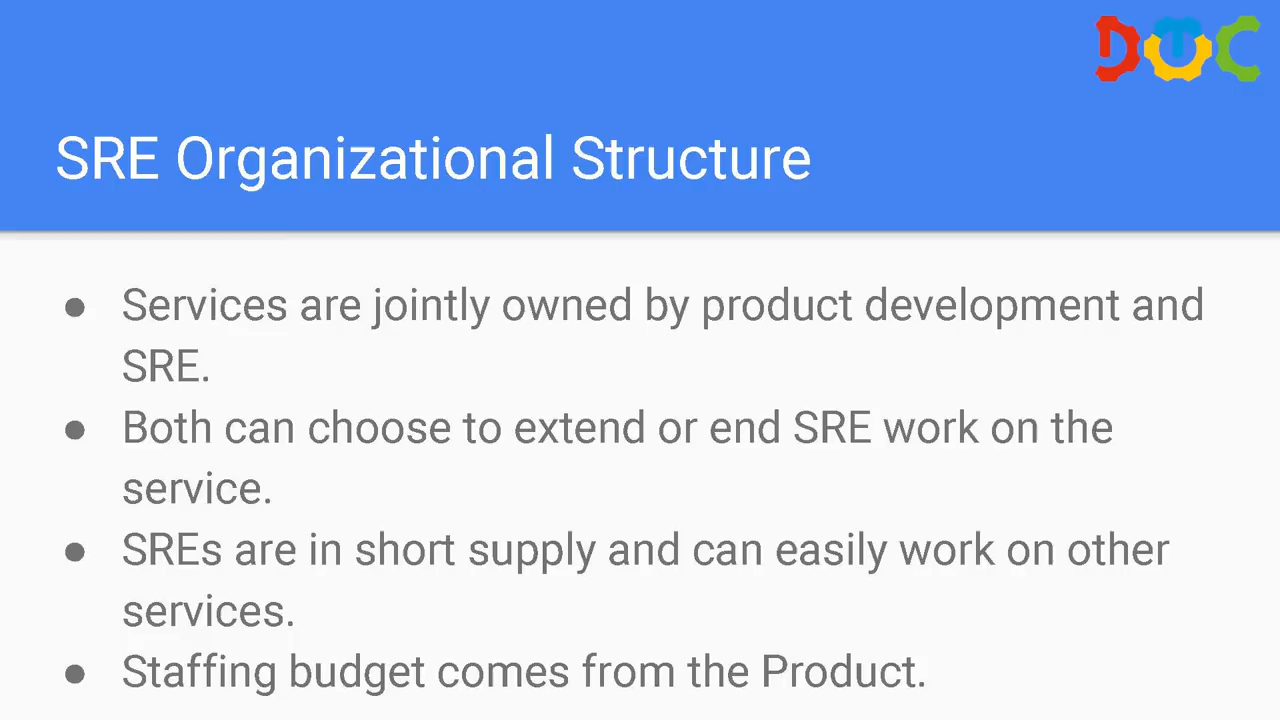 DTC
SRE Organizational Structure
● Services are jointly owned by product development and
SRE.
● Both can choose to extend or end SRE work on the
service.
● SREs are in short supply and can easily work on other
services.
● Staffing budget comes from the Product.